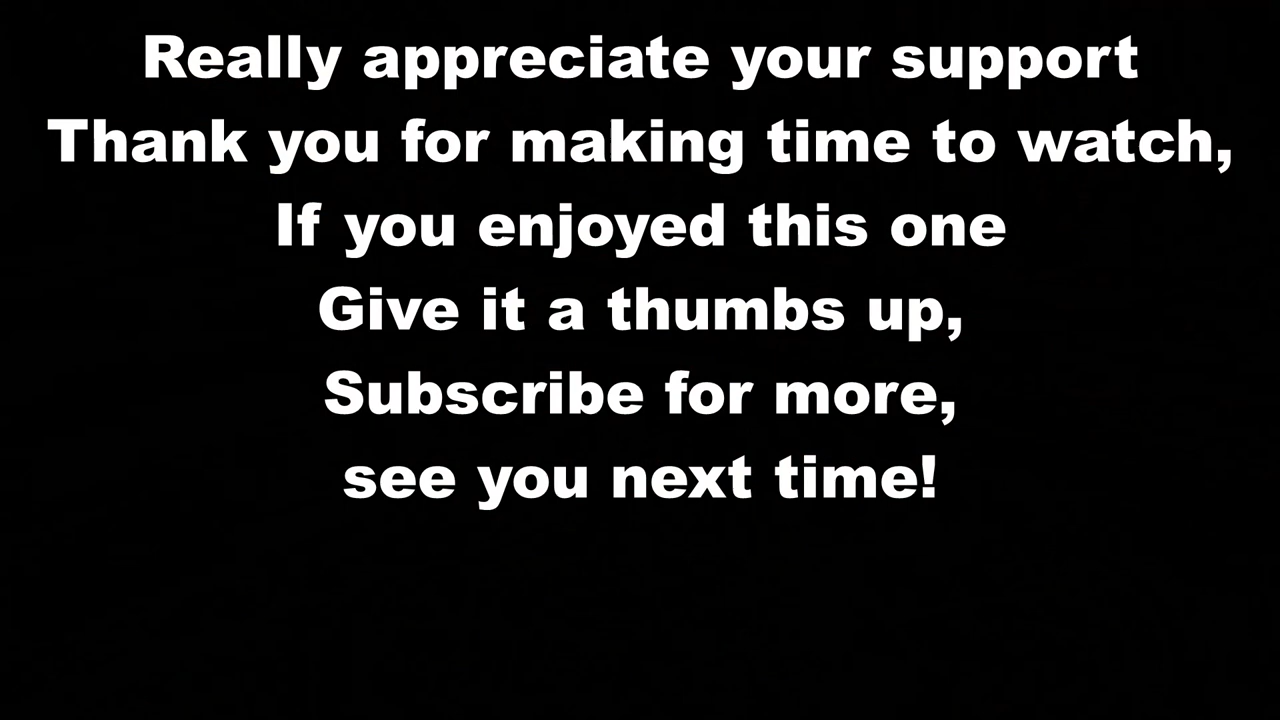 Really appreciate your support
Thank you for making time to watch,
If you enjoyed this one
Give it a thumbs up,
Subscribe for more,
see you next time!